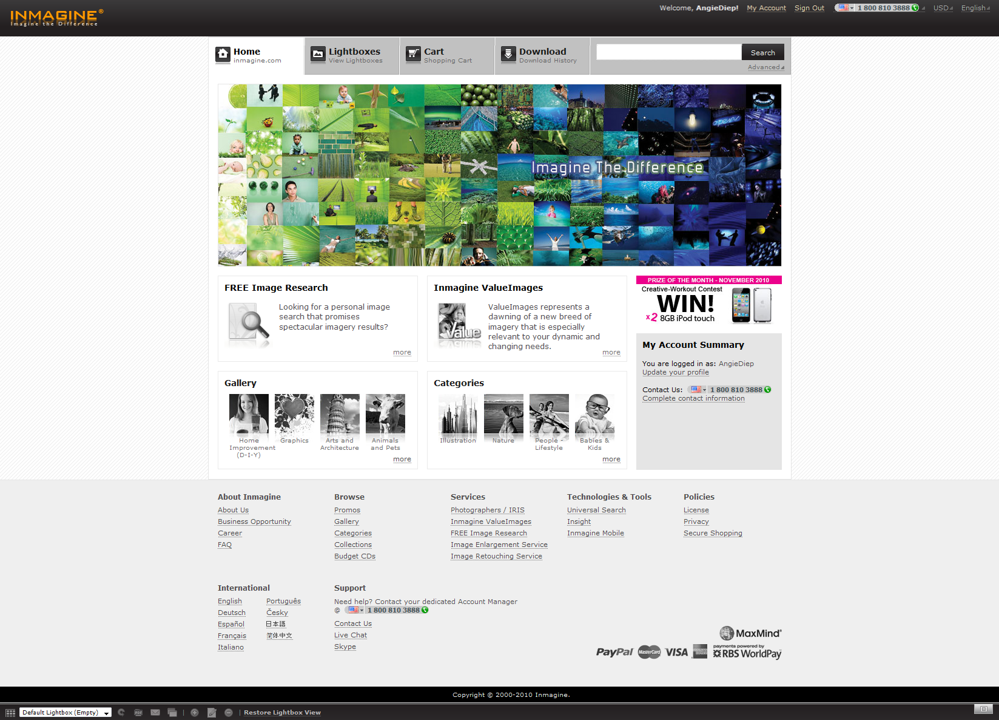 INMAGINE®
Imagine the Difference
Welcome, AngieDiep!
My Account
Sign Out
1 800 810 3888
USD
English
Home
inmagine.com
Lightboxes
View Lightboxes
Cart
Shopping Cart
Download
Download History
Search
Advanced
open
Imagine The Difference
FREE Image Research
Looking for a personal image
search that promises
spectacular imagery results?
more
Inmagine ValueImages
Value
ValueImages represents a
dawning of a new breed of
imagery that is especially
relevant to your dynamic and
changing needs.
more
PRIZE OF THE MONTH - NOVEMBER 2010
Creative-Workout Contest
WIN!
x2 8GB iPod touch
My Account Summary
You are logged in as: AngieDiep
Update your profile
Contact Us: 1 800 810 3888
Complete contact information
Gallery
Home
Improvement
(D-I-Y)
Graphics
Arts and
Architecture
Animals
and Pets
more
Categories
Illustration
Nature
People -
Lifestyle
Babies &
Kids
more
About Inmagine
About Us
Business Opportunity
Career
FAQ
Browse
Promos
Gallery
Categories
Collections
Budget CDs
Services
Photographers / IRIS
Inmagine ValueImages
FREE Image Research
Image Enlargement Service
Image Retouching Service
Technologies & Tools
Universal Search
Insight
Inmagine Mobile
Policies
License
Privacy
Secure Shopping
International
English
Deutsch
Español
Français
Italiano
Português
Česky
日本語
简体中文
Support
Need help? Contact your dedicated Account Manager
@ 1 800 810 3888
Contact Us
Live Chat
Skype
MaxMind
PayPal
MasterCard
VISA
payments powered by
RBS WorldPay
Copyright © 2000-2010 Inmagine.
Default Lightbox (Empty)
PDF
Restore Lightbox View